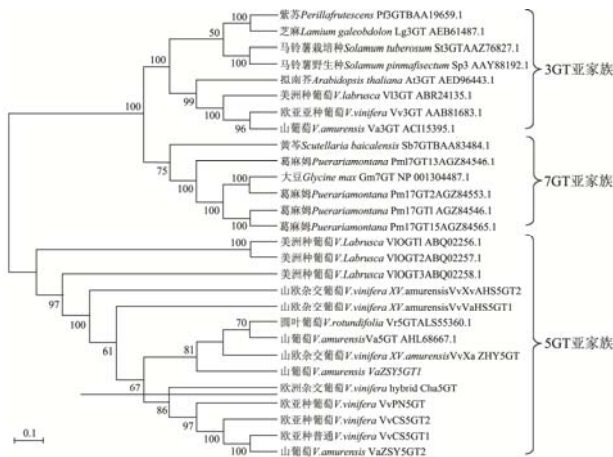 紫苏Perillafrutescens Pf3GTBAA19659.1
芝麻Lamium galeobdolon Lg3GT AEB61487.1
马铃薯栽培种Solamum tuberosum St3GTAAZ76827.1
马铃薯野生种Solamum pinmafisectum Sp3 AAY88192.1
拟南芥Arabidopsis thaliana At3GT AED96443.1
美洲种葡萄V.labrusca Vl3GT ABR24135.1
欧亚亚种葡萄V.vinifera Vv3GT AAB81683.1
山葡萄V.amurensis Va3GT ACI15395.1
3GT亚家族
黄芩Scutellaria baicalensis Sb7GTBAA83484.1
葛麻姆Puerariamontana Pml7GT13AGZ84546.1
大豆Glycine max Gm7GT NP 001304487.1
葛麻姆Puerariamontana Pm17GT2AGZ84553.1
葛麻姆Puerariamontana Pm17GTl AGZ84546.1
葛麻姆Puerariamontana Pm17GT15AGZ84565.1
7GT亚家族
美洲种葡萄V.Labrusca VlOGTl ABQ02256.1
美洲种葡萄V.Labrusca VlOGT2ABQ02257.1
美洲种葡萄V.Labrusca VlOGT3ABQ02258.1
山欧杂交葡萄V.vinifera XV.amurensisVvXvAHS5GT2
山欧杂交葡萄V.vinifera XV.amurensisVvVaHS5GT1
圆叶葡萄V.rotundifolia Vr5GTALS55360.1
山葡萄V.amurensisVa5GT AHL68667.1
山欧杂交葡萄V.vinifera XV.amurensisVvXa ZHY5GT
山葡萄V.amurensis VaZSY5GT1
欧洲杂交葡萄V.vinifera hybrid Cha5GT
欧亚种葡萄V.vinifera VvPN5GT
欧亚种葡萄V.vinifera VvCS5GT2
欧亚种普通V.vinifera VvCS5GT1
山葡萄V.amurensis VaZSY5GT2
5GT亚家族
100
50
100
100
100
99
100
96
100
75
100
100
100
100
100
97
100
61
70
81
67
86
97
100
100
0.1